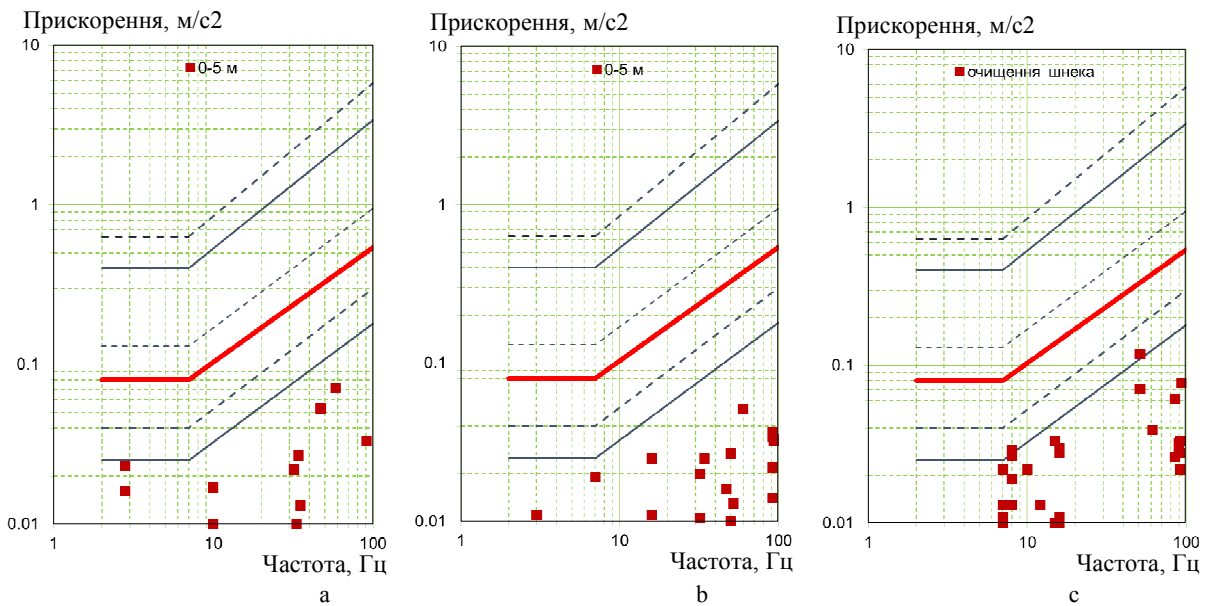 Прискорення, м/с2
10
0-5 м
1
0.1
0.01
1
10
100
Частота, Гц
a
Прискорення, м/с2
10
0-5 м
1
0.1
0.01
1
10
100
Частота, Гц
b
Прискорення, м/с2
10
очищення шнека
1
0.1
0.01
1
10
100
Частота, Гц
c